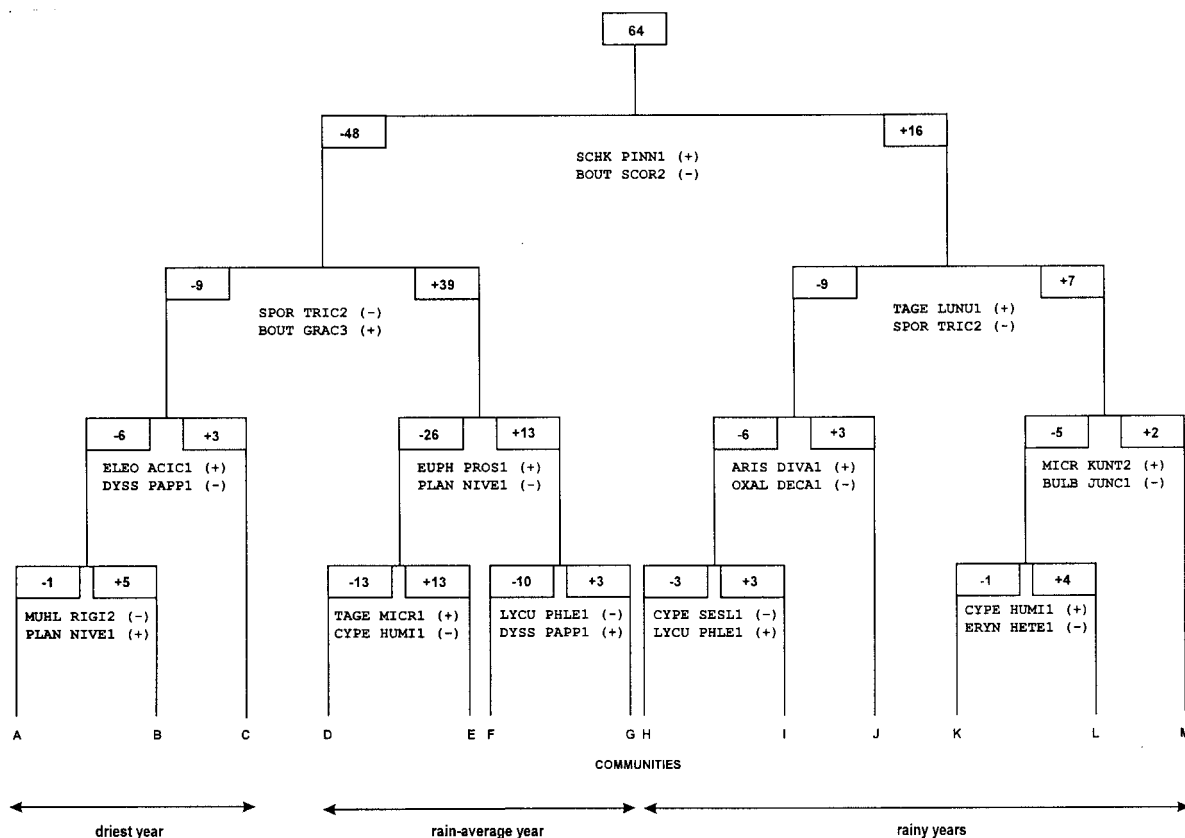 64
-48 +16
SCHK PINN1 (+)
BOUT SCOR2 (-)
-9 +39 -9 +7
SPOR TRIC2 (-) TAGE LUNU1 (+)
BOUT GRAC3 (+) SPOR TRIC2 (-)
-6 +3 -26 +13 -6 +3 -5 +2
ELEO ACIC1 (+) EUPH PROS1 (+) ARIS DIVA1 (+) MICR KUNT2 (+)
DYSS PAPP1 (-) PLAN NIVE1 (-) OXAL DECA1 (-) BULB JUNC1 (-)
-1 +5 -13 +13 -10 +3 -3 +3 -1 +4
MUHL RIGI2 (-) TAGE MICR1 (+) LYCU PHLE1 (-) CYPE SESL1 (-) CYPE HUMI1 (+)
PLAN NIVE1 (+) CYPE HUMI1 (-) DYSS PAPP1 (+) LYCU PHLE1 (+) ERYN HETE1 (-)
A B C D E F G H I J K L M
COMMUNITIES
driest year rain-average year rainy years